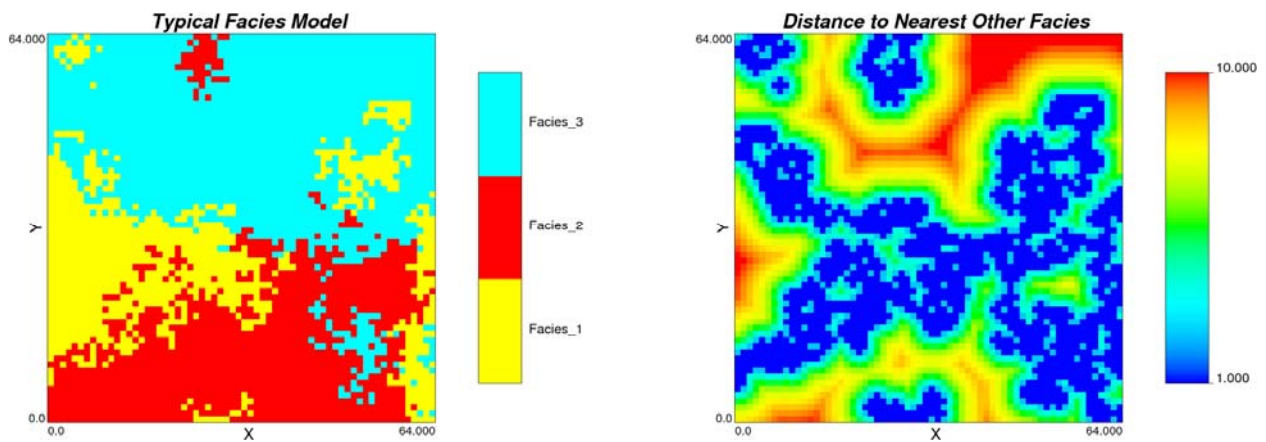 Typical Facies Model
64.000
Y
0.0
0.0
X
64.000
Facies_3
Facies_2
Facies_1
Distance to Nearest Other Facies
64.000
Y
0.0
0.0
X
64.000
10.000
1.000